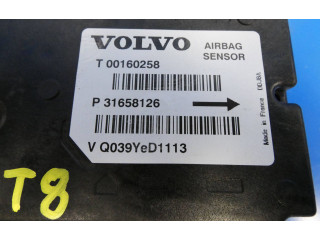 VOLVO
AIRBAG
SENSOR
T 00160258
P 31658126
V Q039YeD1113
Made in France
T8